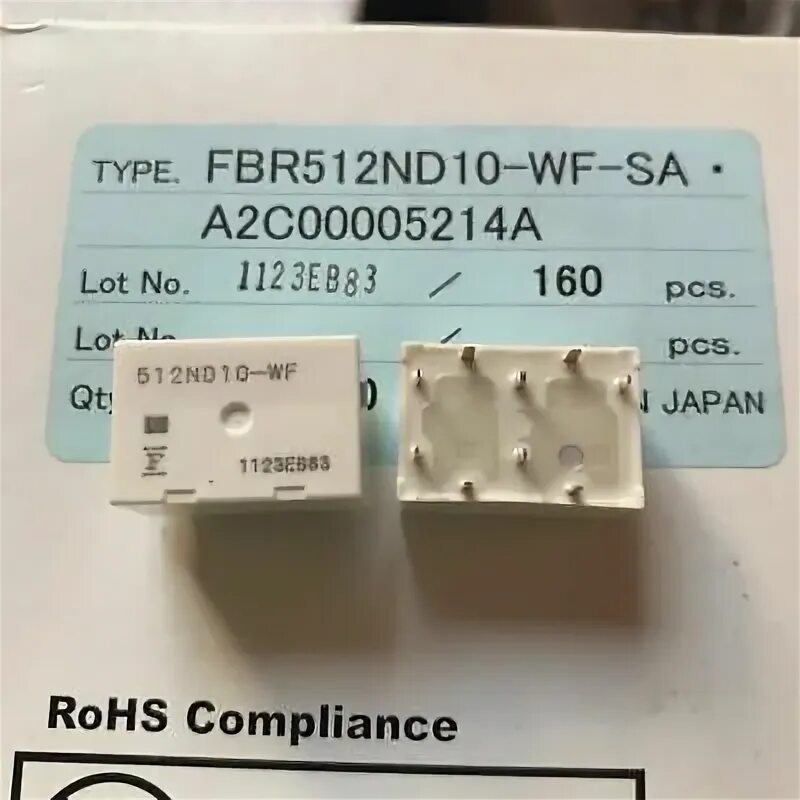 TYPE. FBR512ND10-WF-SA ·
A2C00005214A
Lot No. 1123EB83 / 160 pcs.
Lot No. / pcs.
JAPAN
512ND10-WF
F
1123EB83
RoHS Compliance